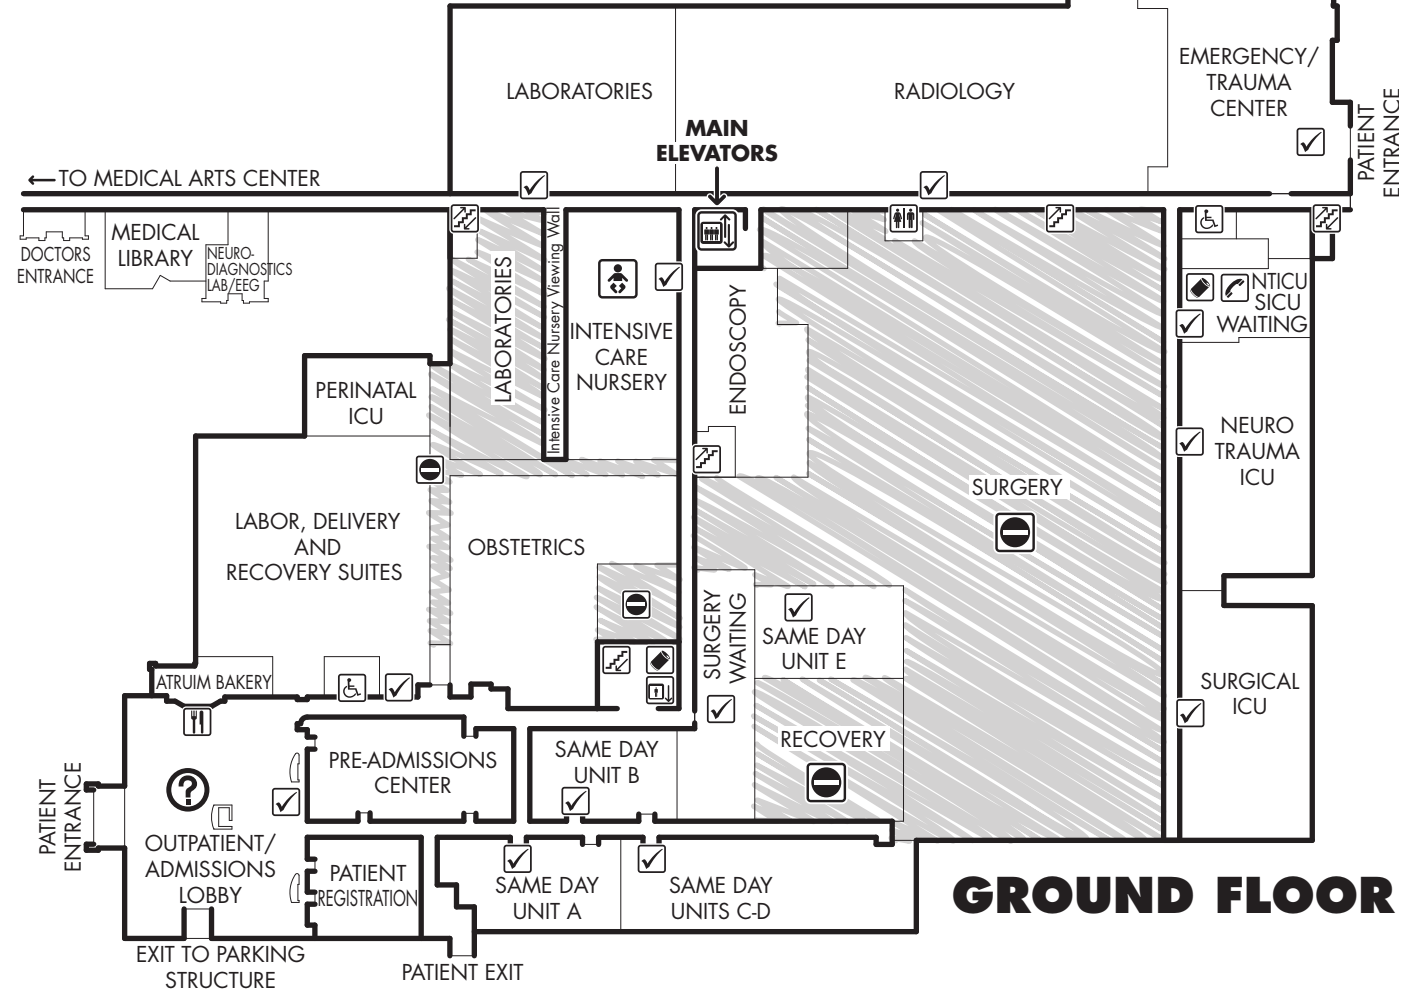 EMERGENCY/
TRAUMA
CENTER
LABORATORIES
RADIOLOGY
PATIENT
ENTRANCE
MAIN
ELEVATORS
←TO MEDICAL ARTS CENTER
DOCTORS
ENTRANCE
MEDICAL
LIBRARY
NEURO-
DIAGNOSTICS
LAB/EEG
LABORATORIES
Intensive Care Nursery Viewing Wall
INTENSIVE
CARE
NURSERY
ENDOSCOPY
NTICU
SICU
WAITING
PERINATAL
ICU
NEURO
TRAUMA
ICU
SURGERY
LABOR, DELIVERY
AND
RECOVERY SUITES
OBSTETRICS
SURGERY
WAITING
SAME DAY
UNIT E
SURGICAL
ICU
ATRUIM BAKERY
RECOVERY
PRE-ADMISSIONS
CENTER
SAME DAY
UNIT B
PATIENT
ENTRANCE
?
OUTPATIENT/
ADMISSIONS
LOBBY
PATIENT
REGISTRATION
SAME DAY
UNIT A
SAME DAY
UNITS C-D
GROUND FLOOR
EXIT TO PARKING
STRUCTURE
PATIENT EXIT